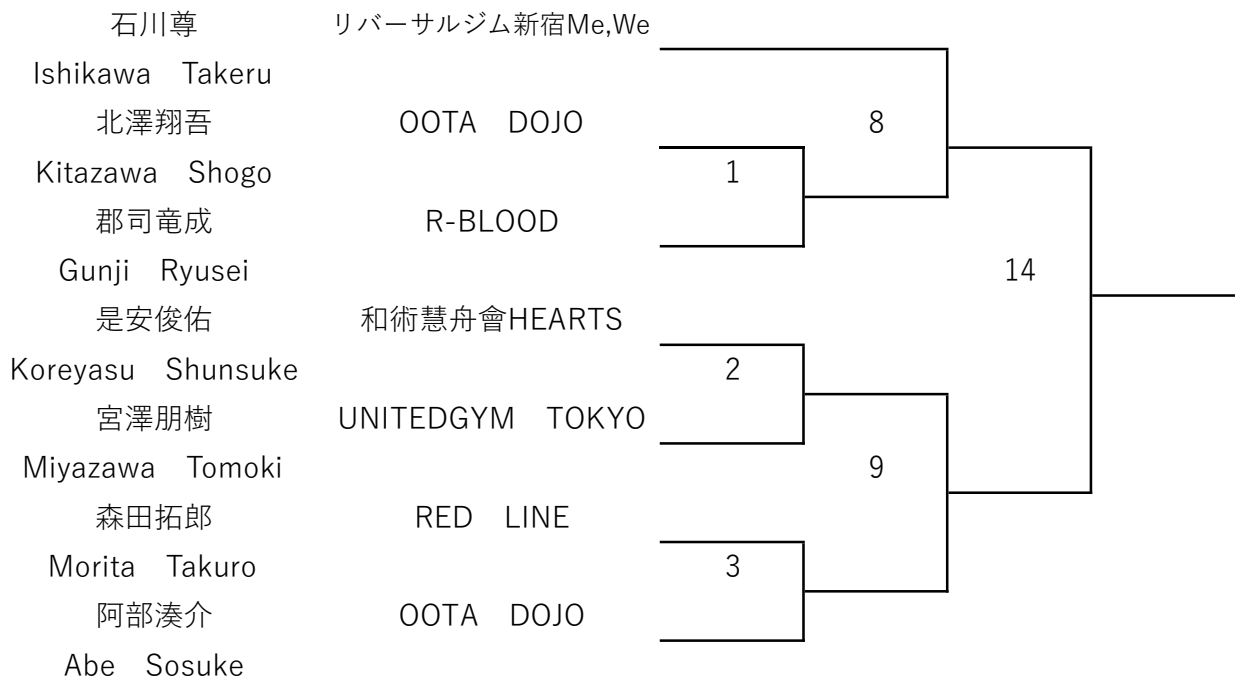 石川尊 リバーサルジム新宿Me,We
Ishikawa Takeru
北澤翔吾 OOTA DOJO 8
Kitazawa Shogo 1
郡司竜成 R-BLOOD
Gunji Ryusei 14
是安俊佑 和術慧舟會HEARTS
Koreyasu Shunsuke 2
宮澤朋樹 UNITEDGYM TOKYO
Miyazawa Tomoki 9
森田拓郎 RED LINE
Morita Takuro 3
阿部湊介 OOTA DOJO
Abe Sosuke